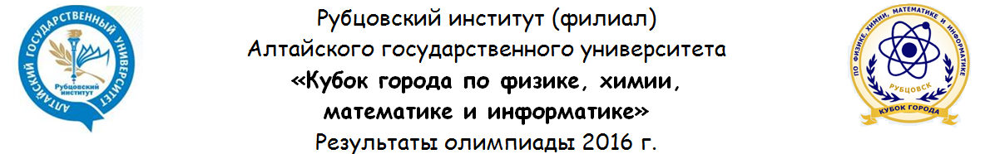 Рубцовский институт (филиал)
Алтайского государственного университета
«Кубок города по физике, химии,
математике и информатике»
Результаты олимпиады 2016 г.
АЛТАЙСКИЙ ГОСУДАРСТВЕННЫЙ УНИВЕРСИТЕТ
Рубцовский
институт
ПО ФИЗИКЕ, ХИМИИ, МАТЕМАТИКЕ И ИНФОРМАТИКЕ
РУБЦОВСК
КУБОК ГОРОДА